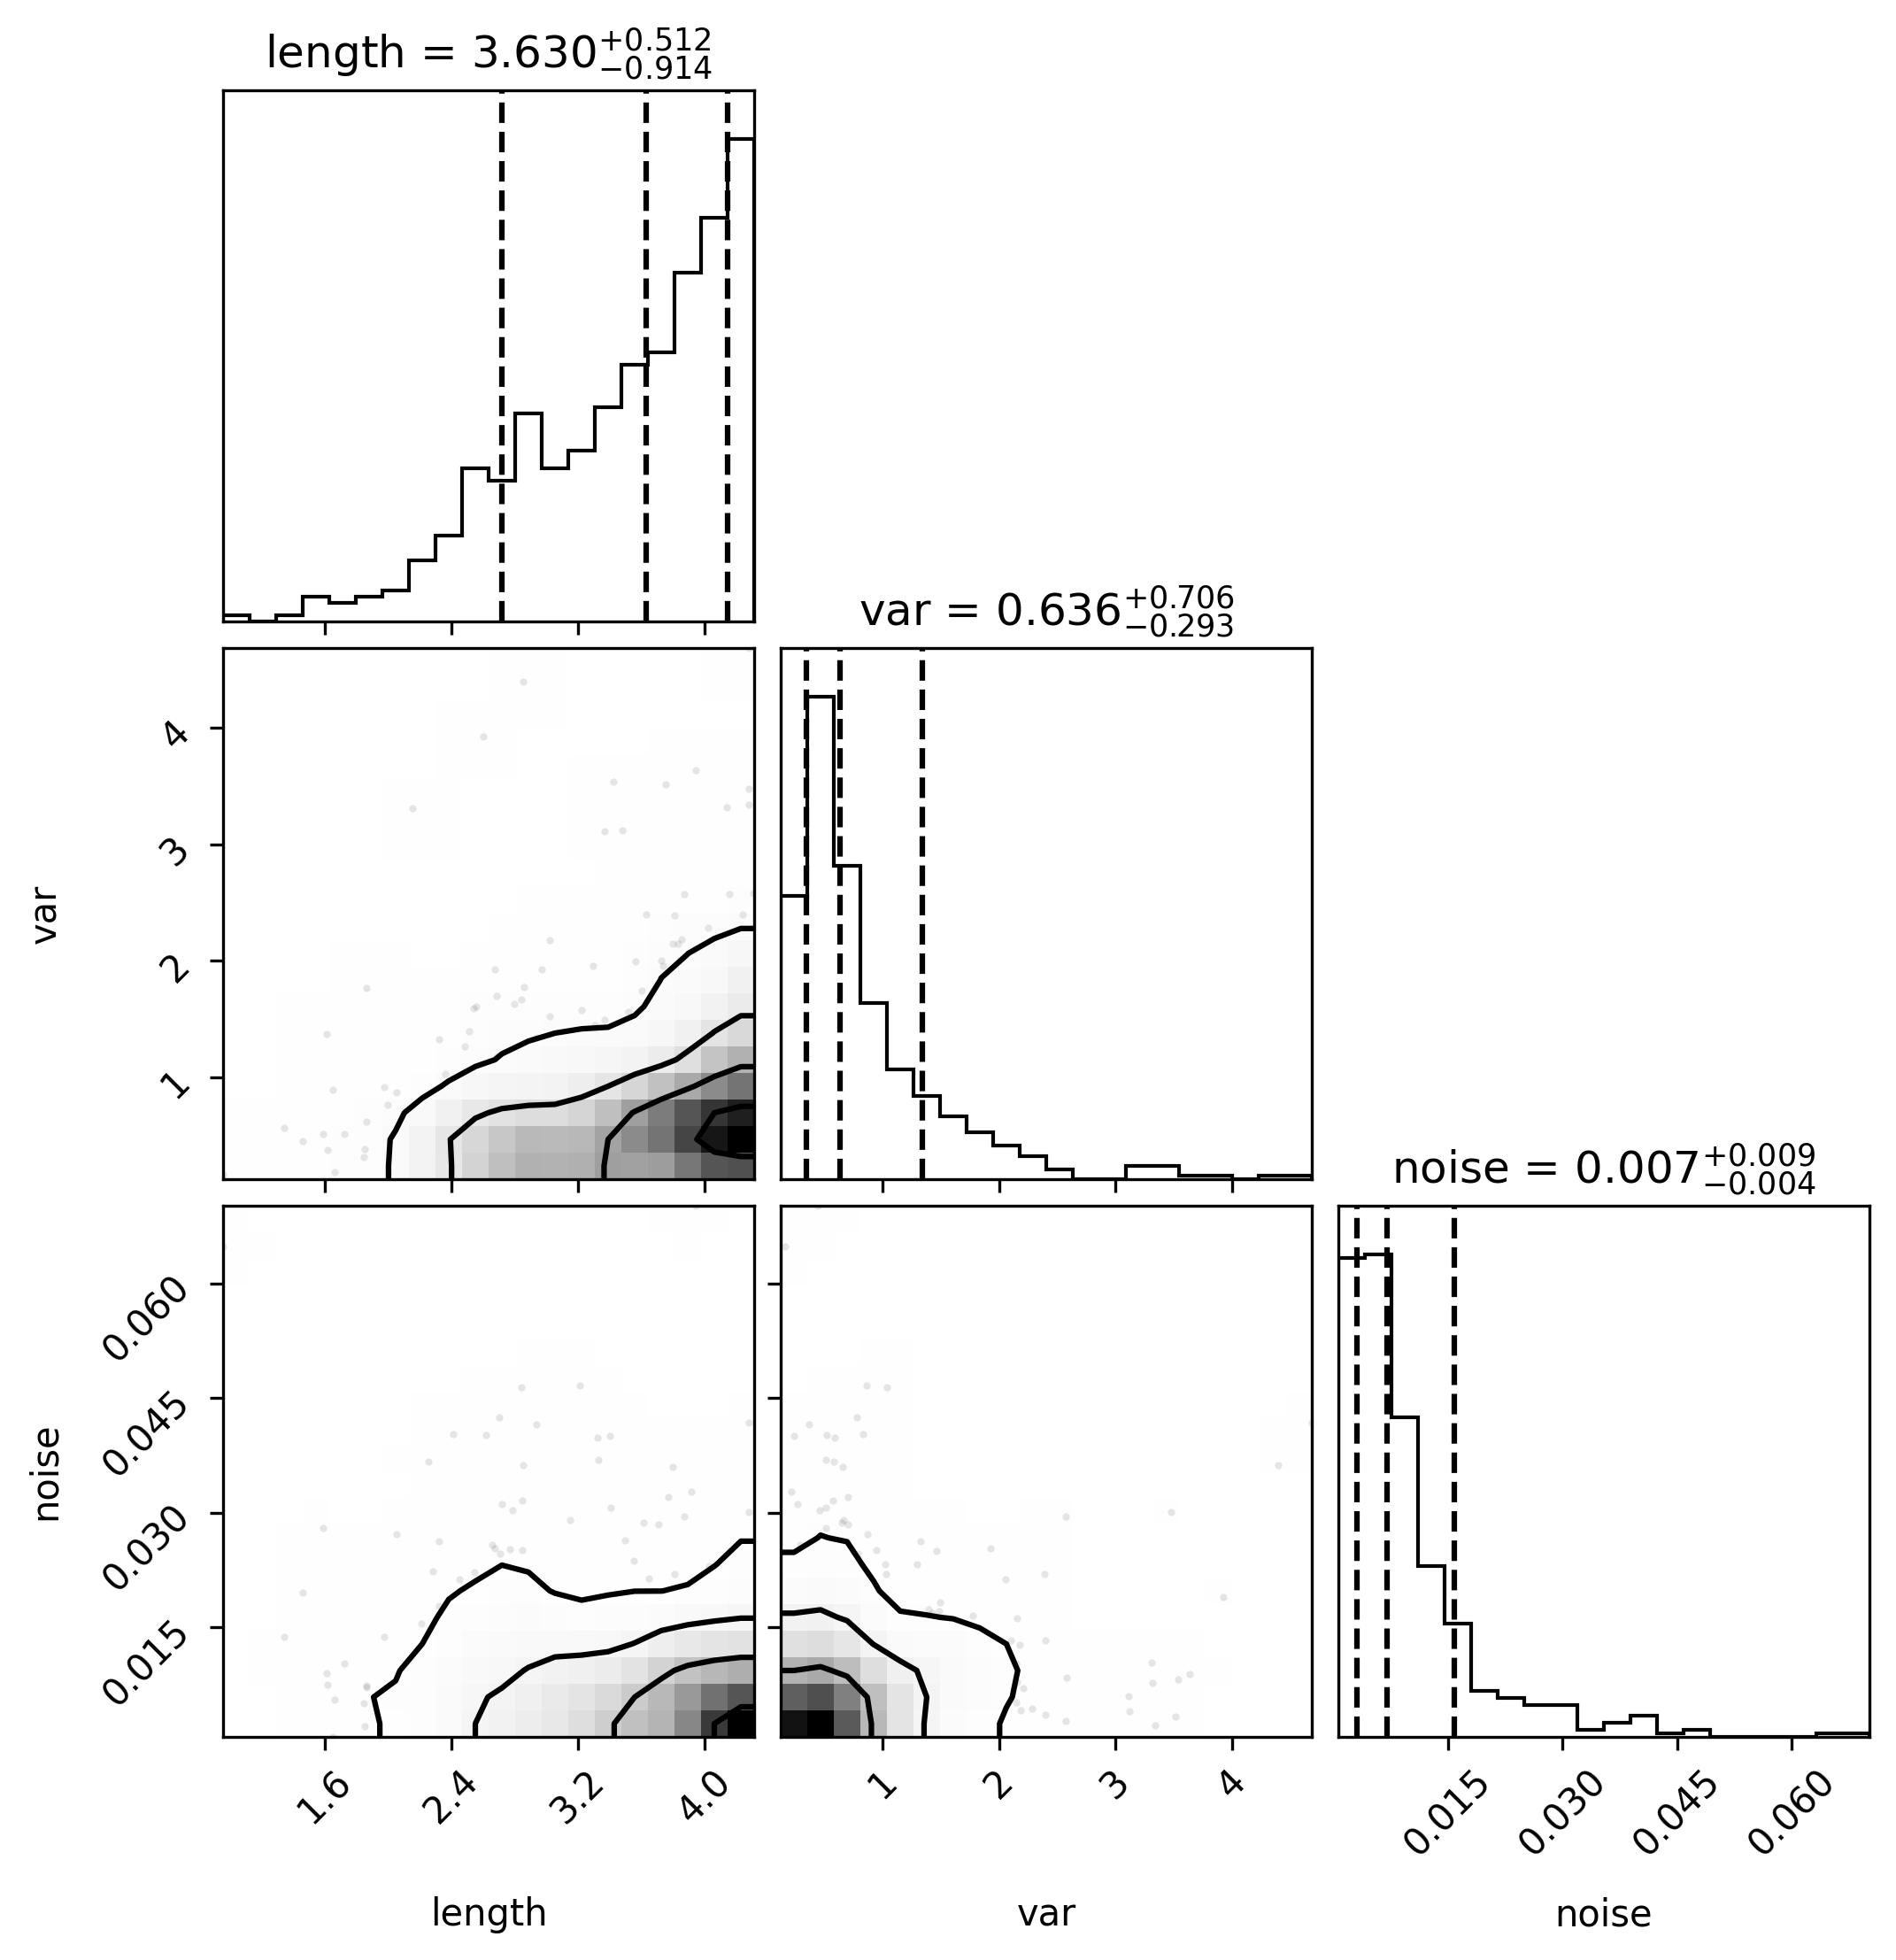 length = 3.630 +0.512 −0.914
var = 0.636 +0.706 −0.293
4
3
2
1
var
noise = 0.007 +0.009 −0.004
0.060
0.045
0.030
0.015
noise
1.6 2.4 3.2 4.0
1 2 3 4
0.015 0.030 0.045 0.060
length var noise